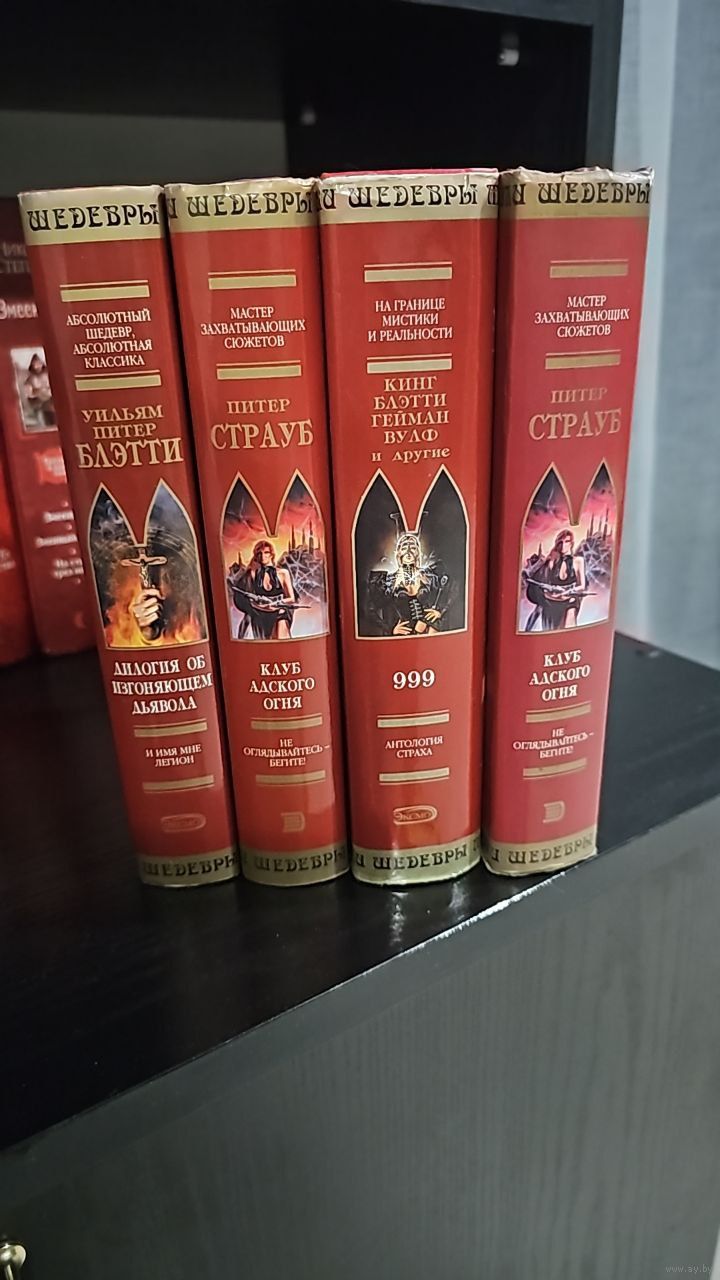 ШЕДЕВРЫ
АБСОЛЮТНЫЙ
ШЕДЕВР,
АБСОЛЮТНАЯ
КЛАССИКА
УИЛЬЯМ
ПИТЕР
БЛЭТТИ
ДИЛОГИЯ ОБ
ИЗГОНЯЮЩЕМ
ДЬЯВОЛА
И ИМЯ МНЕ
ЛЕГИОН
ЭКСМО
ШЕДЕВРЫ
И ШЕДЕВРЫ
МАСТЕР
ЗАХВАТЫВАЮЩИХ
СЮЖЕТОВ
ПИТЕР
СТРАУБ
КЛУБ
АДСКОГО
ОГНЯ
НЕ
ОГЛЯДЫВАЙТЕСЬ –
БЕГИТЕ!
Э
И ШЕДЕВРЫ
И ШЕДЕВРЫ
НА ГРАНИЦЕ
МИСТИКИ
И РЕАЛЬНОСТИ
КИНГ
БЛЭТТИ
ГЕЙМАН
ВУЛФ
И ДРУГИЕ
999
АНТОЛОГИЯ
СТРАХА
ЭКСМО
И ШЕДЕВРЫ
И ШЕДЕВРЫ
МАСТЕР
ЗАХВАТЫВАЮЩИХ
СЮЖЕТОВ
ПИТЕР
СТРАУБ
КЛУБ
АДСКОГО
ОГНЯ
НЕ
ОГЛЯДЫВАЙТЕСЬ –
БЕГИТЕ!
Э
И ШЕДЕВРЫ
www.ay.by